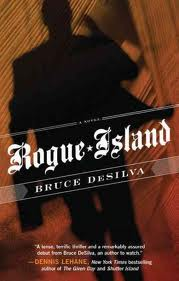 A NOVEL
Rogue★Island
BRUCE DESILVA
"A tense, terrific thriller and a remarkably assured
debut from Bruce DeSilva, an author to watch."
—DENNIS LEHANE, New York Times bestselling
author of The Given Day and Shutter Island